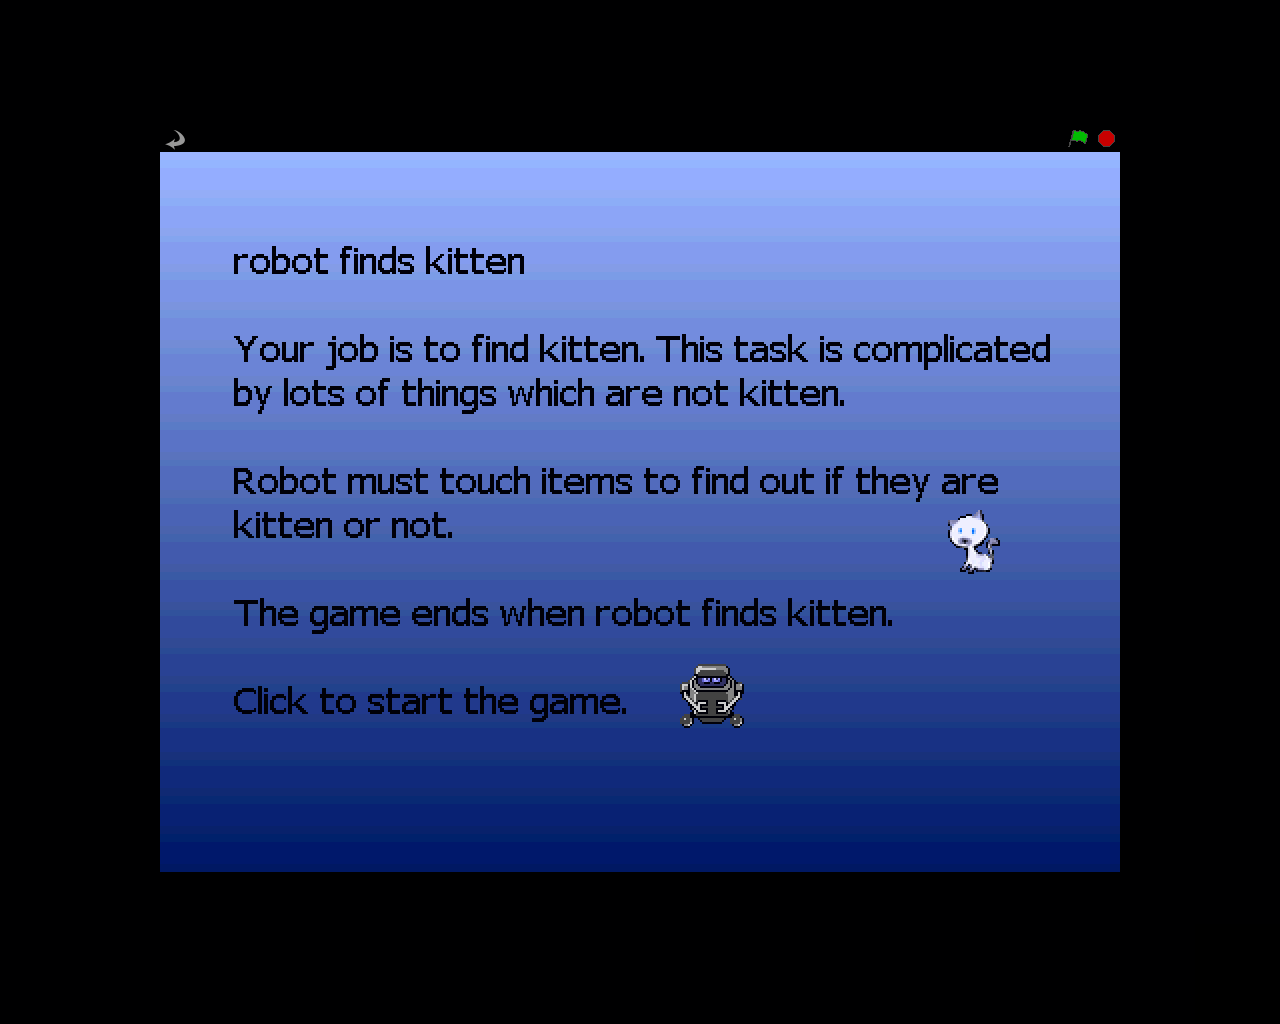 robot finds kitten
Your job is to find kitten. This task is complicated
by lots of things which are not kitten.
Robot must touch items to find out if they are
kitten or not.
The game ends when robot finds kitten.
Click to start the game.